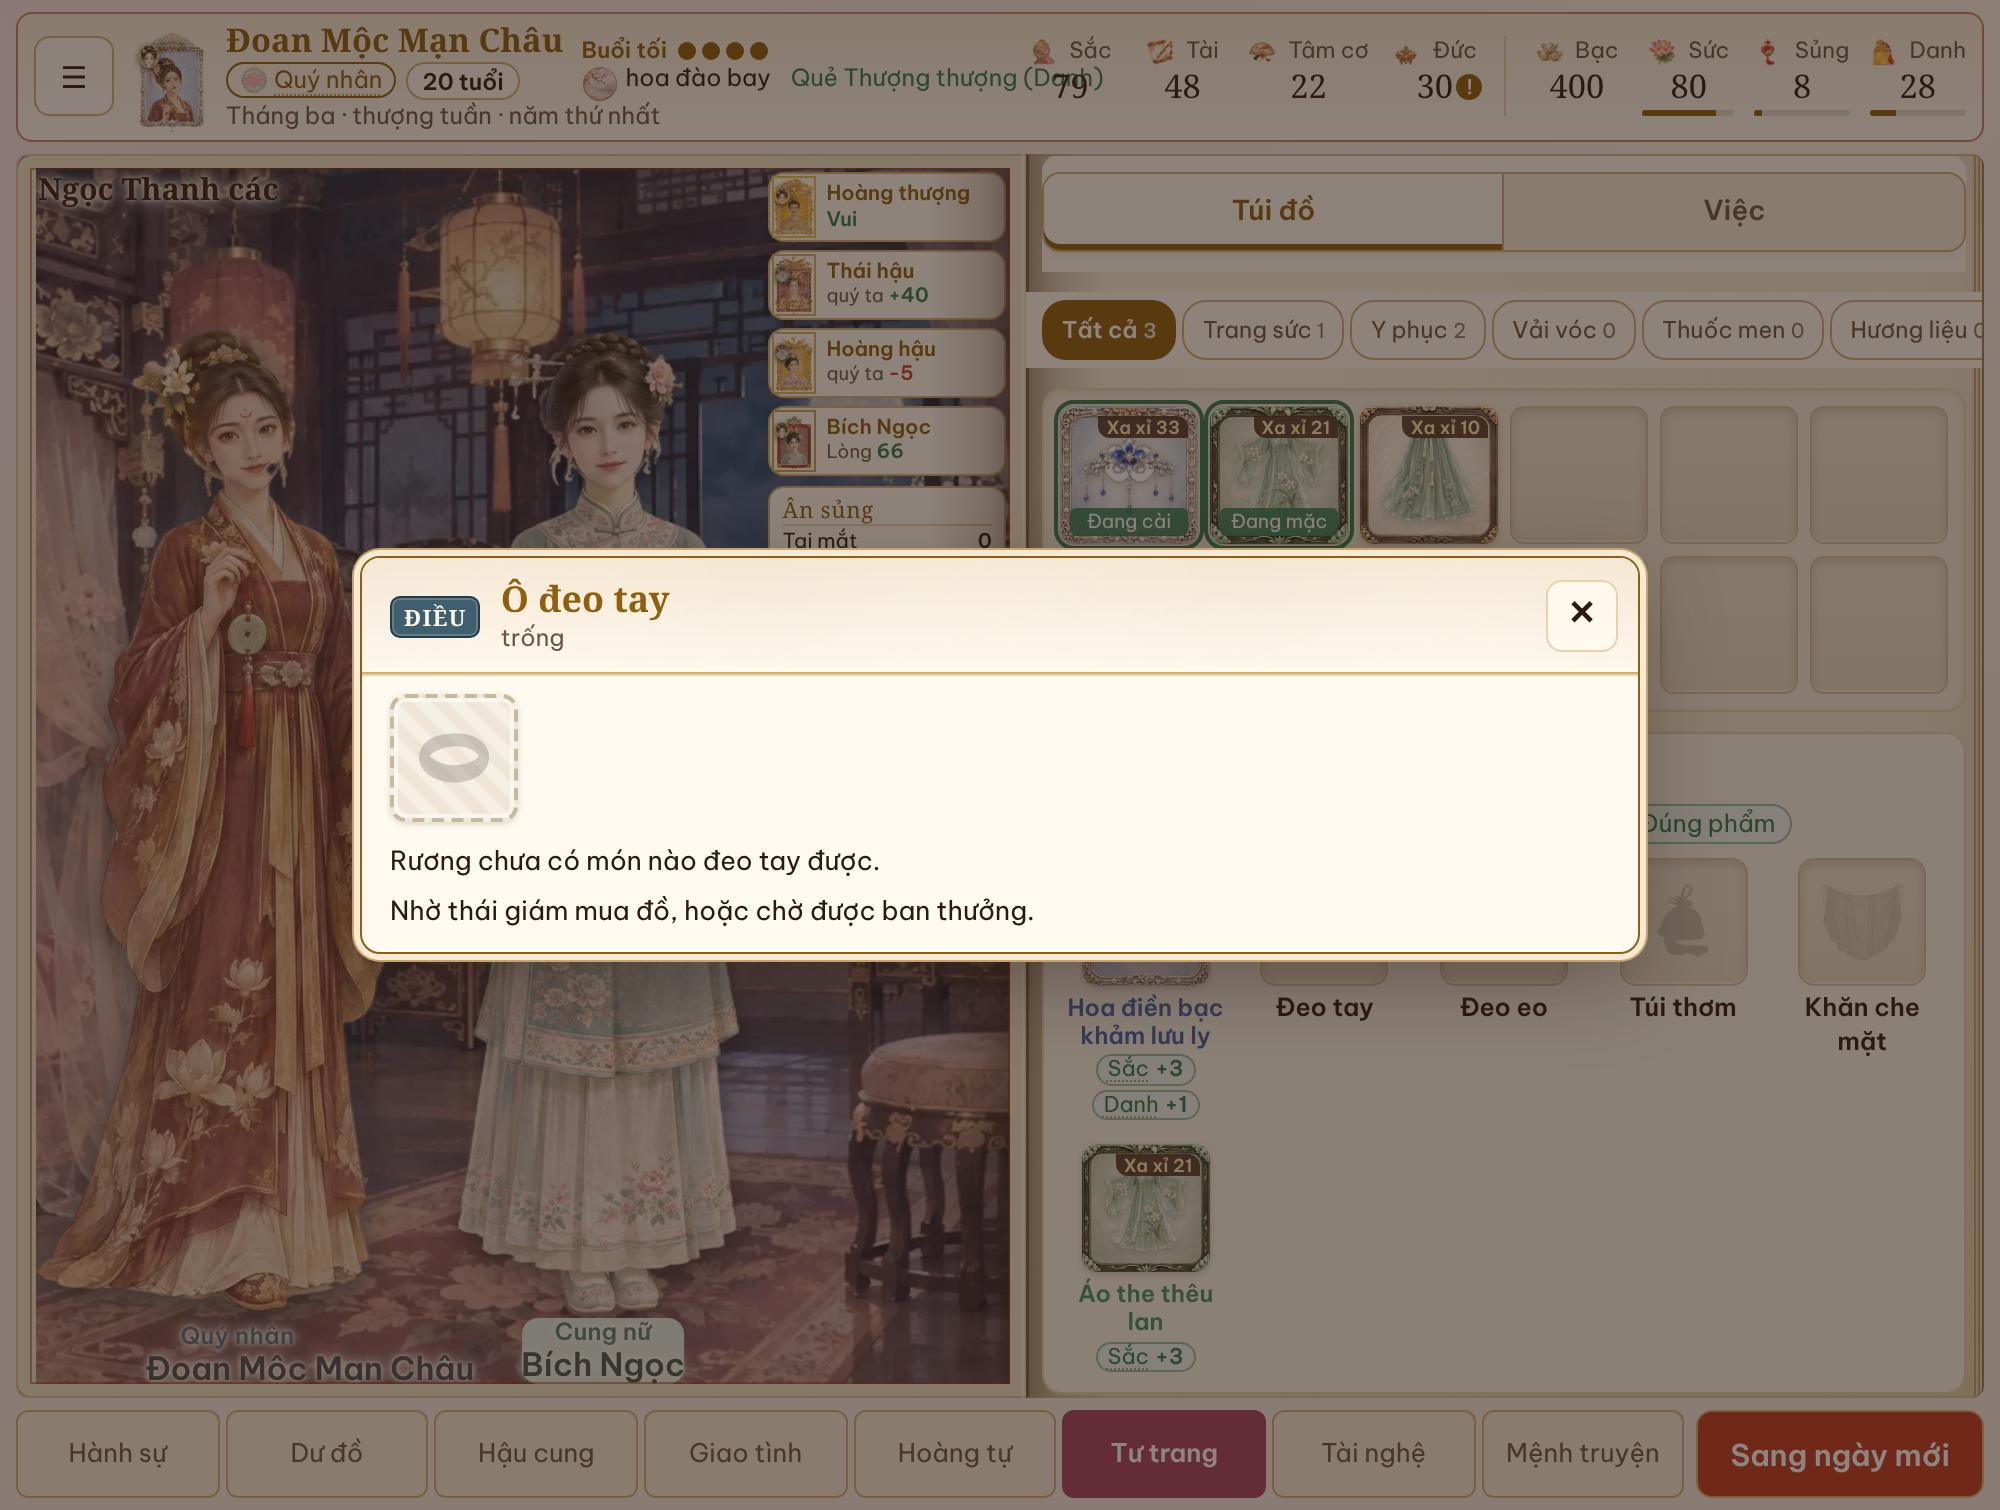 ☰
Đoan Mộc Mạn Châu
Quý nhân
20 tuổi
Tháng ba · thượng tuần · năm thứ nhất
Buổi tối
hoa đào bay
Quẻ Thượng thượng (Danh)
Sắc
79
Tài
48
Tâm cơ
22
Đức
30 !
Bạc
400
Sức
80
Sủng
8
Danh
28
Ngọc Thanh các
Hoàng thượng
Vui
Thái hậu
quý ta +40
Hoàng hậu
quý ta -5
Bích Ngọc
Lòng 66
Ân sủng
Tai mắt 0
Quý nhân
Đoan Mộc Mạn Châu
Cung nữ
Bích Ngọc
Túi đồ
Việc
Tất cả 3
Trang sức 1
Y phục 2
Vải vóc 0
Thuốc men 0
Hương liệu 0
Xa xỉ 33
Đang cài
Xa xỉ 21
Đang mặc
Xa xỉ 10
ĐIỀU
Ô đeo tay
trống
✕
Rương chưa có món nào đeo tay được.
Nhờ thái giám mua đồ, hoặc chờ được ban thưởng.
Đúng phẩm
Hoa điền bạc
khảm lưu ly
Sắc +3
Danh +1
Đeo tay
Đeo eo
Túi thơm
Khăn che
mặt
Xa xỉ 21
Áo the thêu
lan
Sắc +3
Hành sự
Dư đồ
Hậu cung
Giao tình
Hoàng tự
Tư trang
Tài nghệ
Mệnh truyện
Sang ngày mới